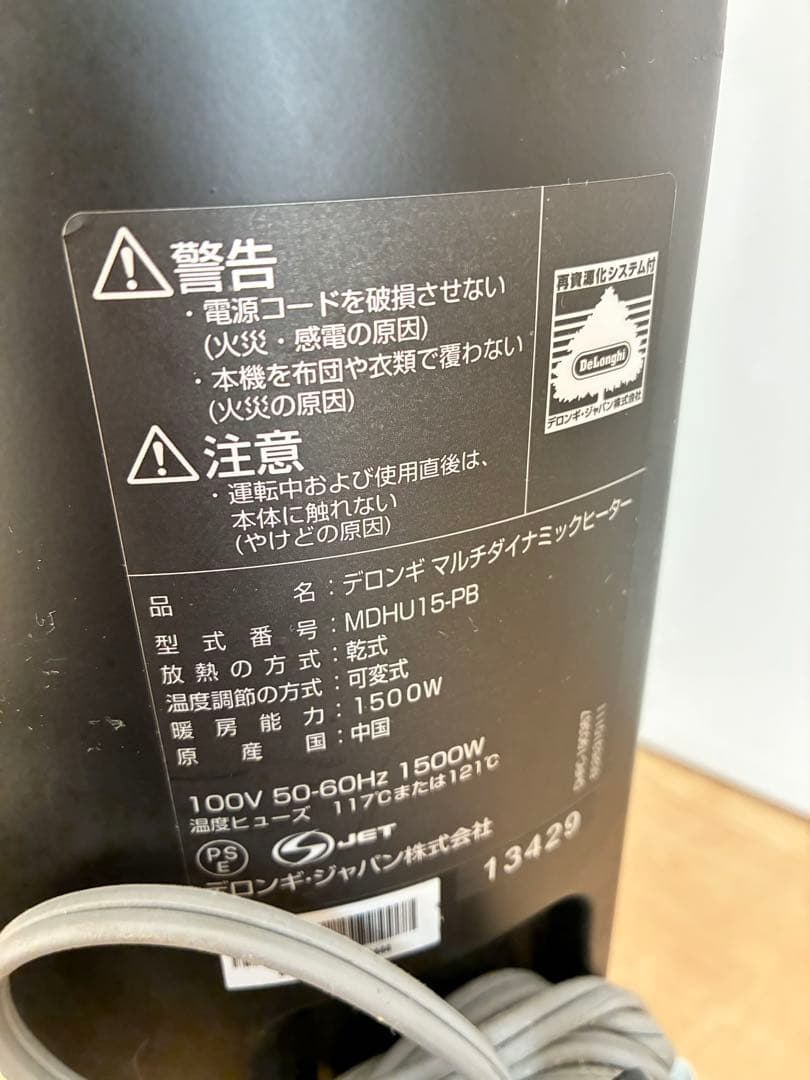 警告
・電源コードを破損させない
(火災・感電の原因)
・本機を布団や衣類で覆わない
(火災の原因)
注意
・運転中および使用直後は、
本体に触れない
(やけどの原因)
再資源化システム付
DeLonghi
デロンギ・ジャパン株式会社
品名：デロンギ マルチダイナミックヒーター
型式番号：MDHU15-PB
放熱の方式：乾式
温度調節の方式：可変式
暖房能力：1500W
原産国：中国
100V 50-60Hz 1500W
温度ヒューズ 117℃または121℃
PS
E
JET
デロンギ・ジャパン株式会社
13429